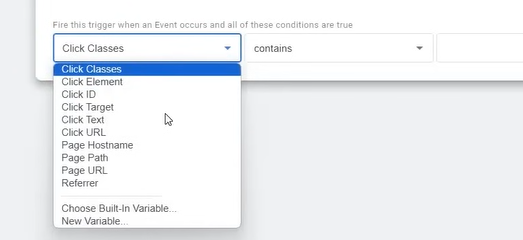 Fire this trigger when an Event occurs and all of these conditions are true
Click Classes
contains
Click Classes
Click Element
Click ID
Click Target
Click Text
Click URL
Page Hostname
Page Path
Page URL
Referrer
Choose Built-In Variable...
New Variable...